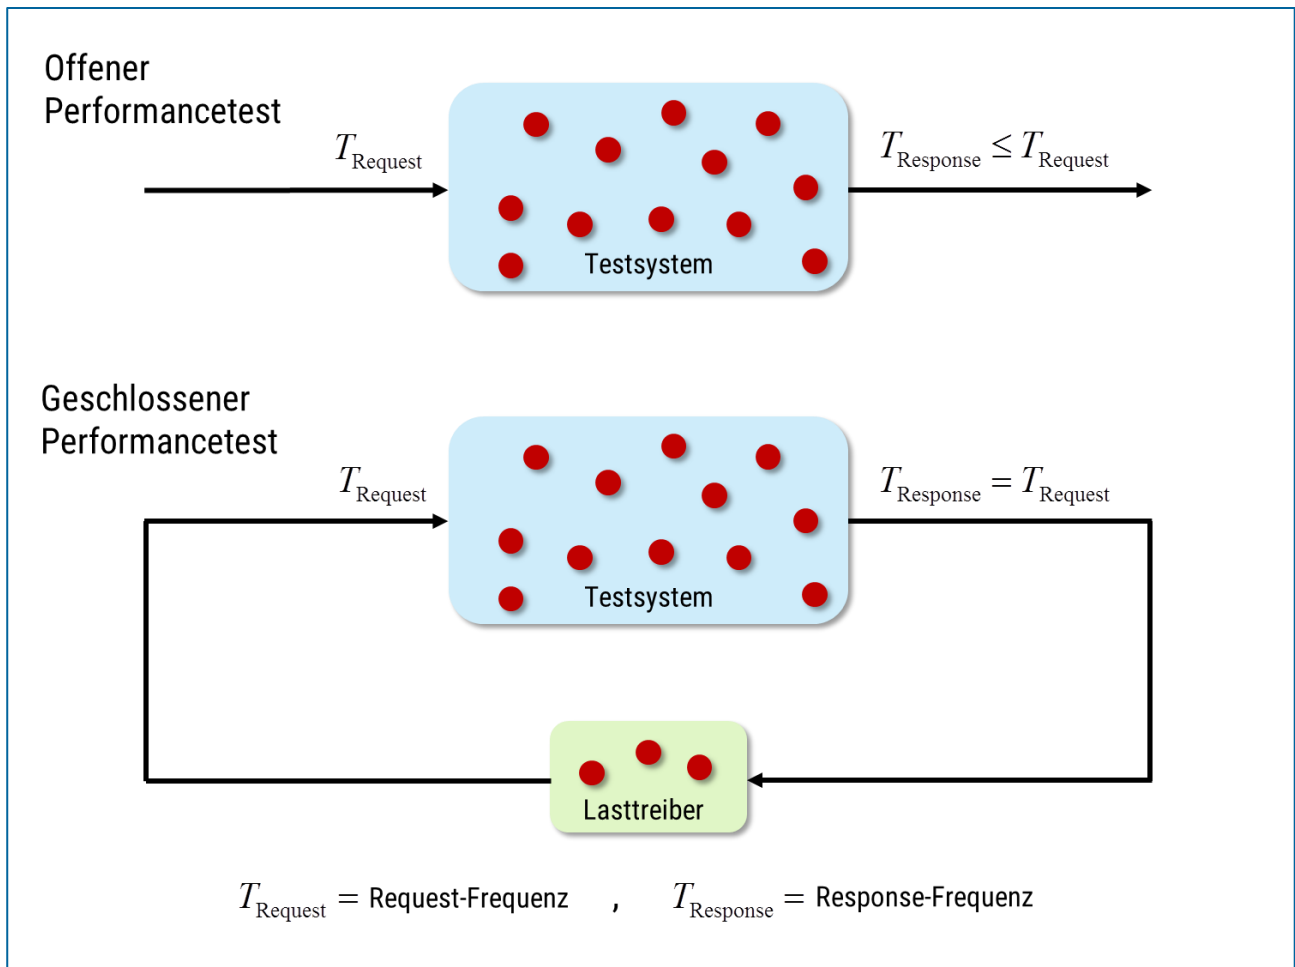 Offener
Performancetest
T_Request
T_Response ≤ T_Request
Testsystem
Geschlossener
Performancetest
T_Request
T_Response = T_Request
Testsystem
Lasttreiber
T_Request = Request-Frequenz , T_Response = Response-Frequenz